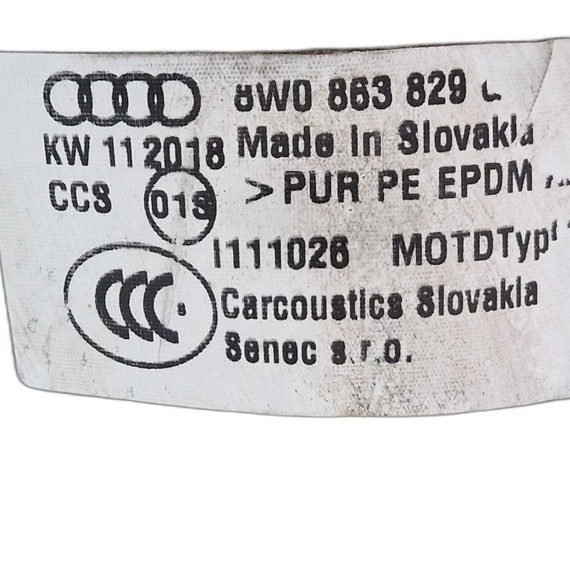 8W0 863 829
KW 11 2018 Made in Slovakia
CCS 01S >PUR PE EPDM
I111026 MOTDTyp
CCC Carcoustics Slovakia
Senec s.r.o.